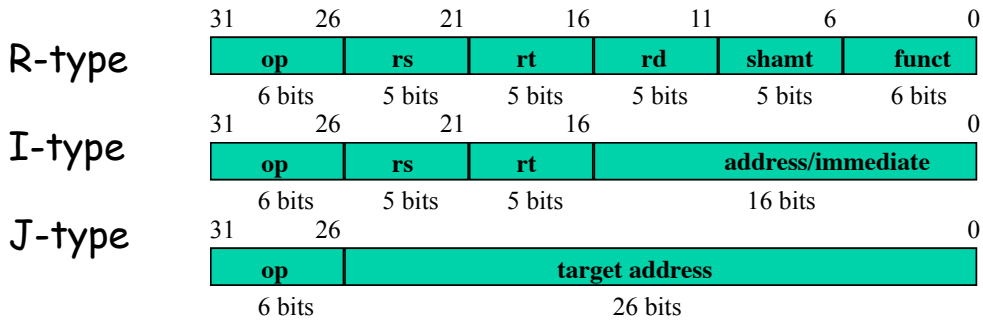 31 26 21 16 11 6 0
R-type op rs rt rd shamt funct
6 bits 5 bits 5 bits 5 bits 5 bits 6 bits
31 26 21 16 0
I-type op rs rt address/immediate
6 bits 5 bits 5 bits 16 bits
31 26 0
J-type op target address
6 bits 26 bits